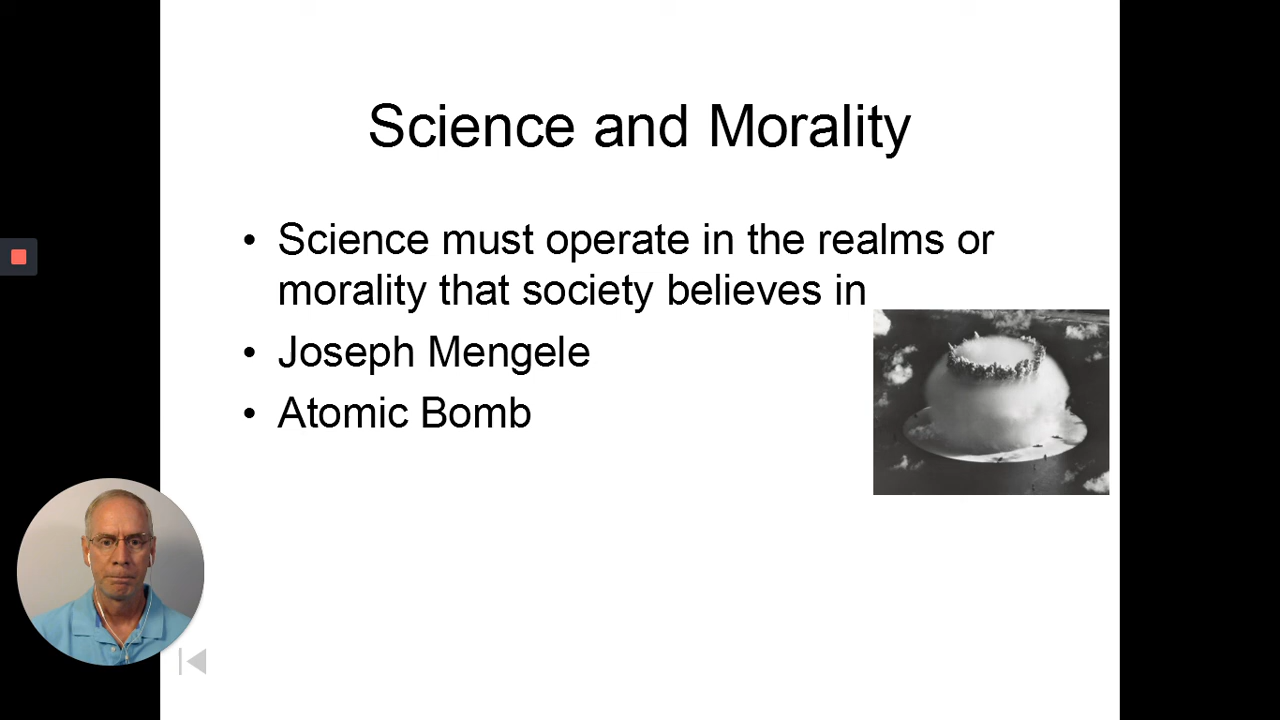 Science and Morality
• Science must operate in the realms or
morality that society believes in
• Joseph Mengele
• Atomic Bomb